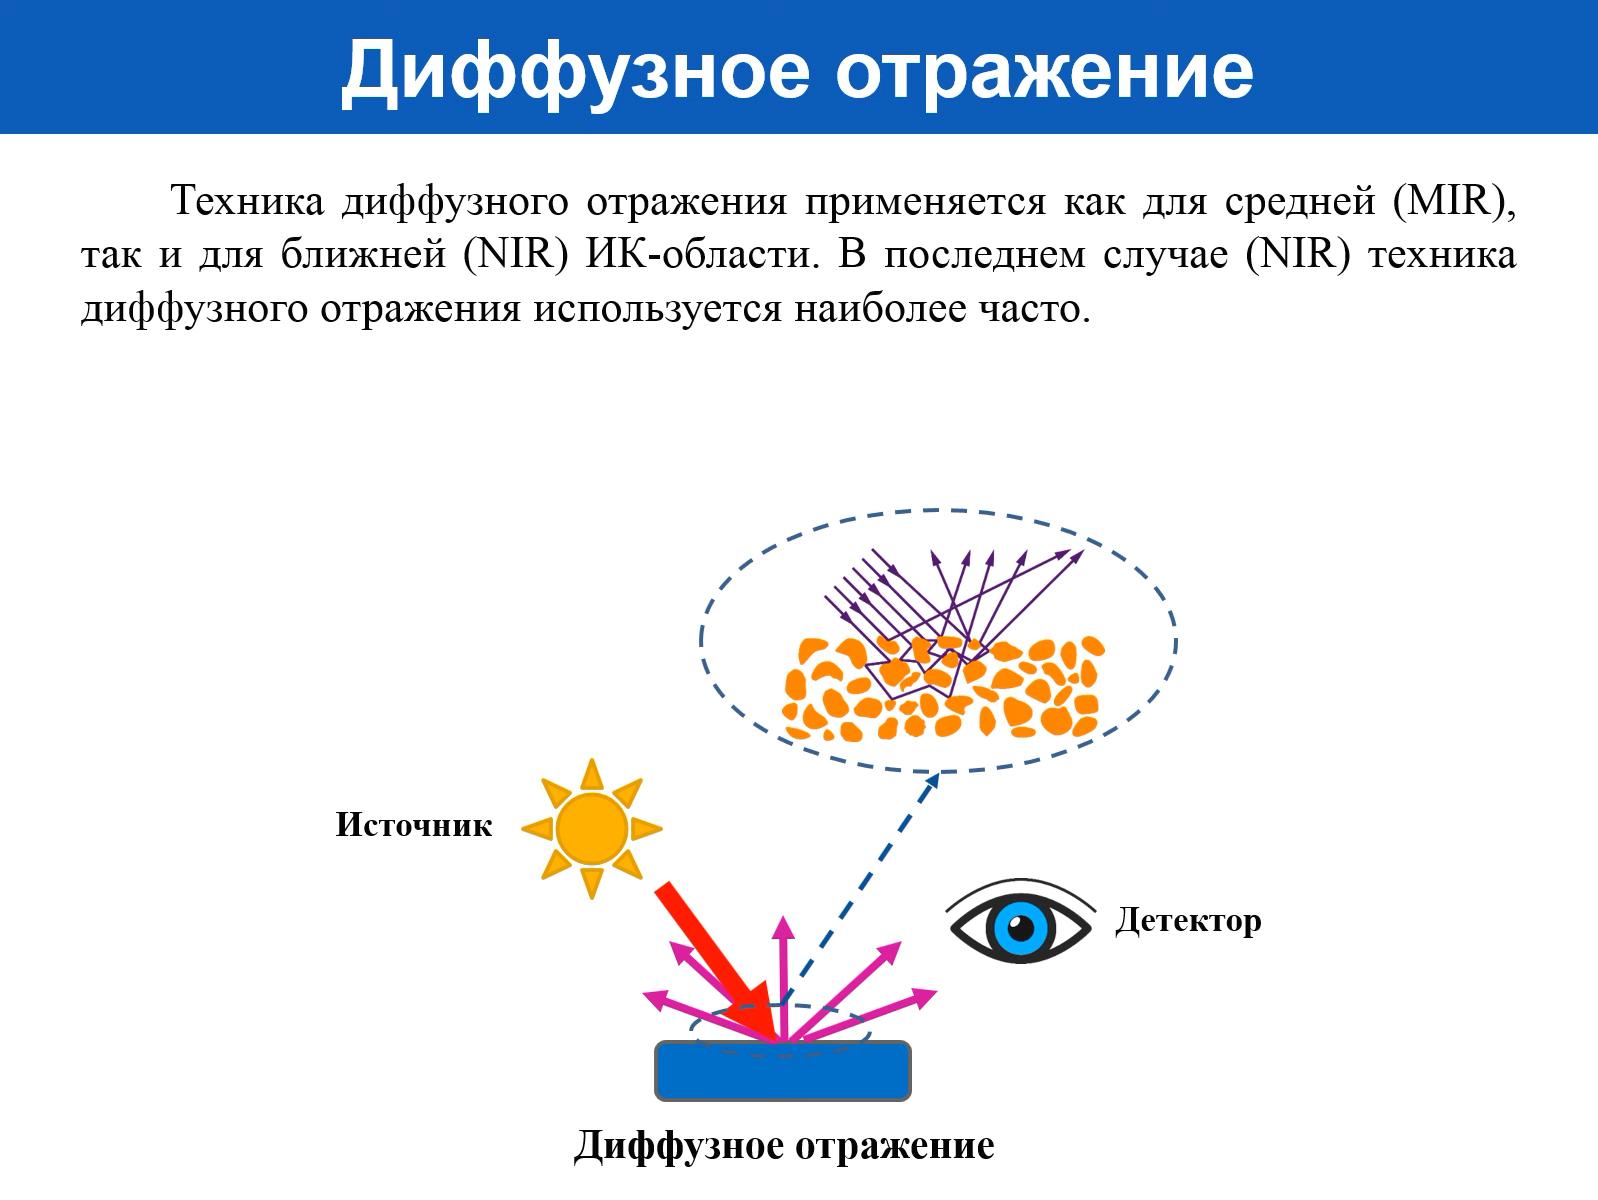 Диффузное отражение
Техника диффузного отражения применяется как для средней (MIR),
так и для ближней (NIR) ИК-области. В последнем случае (NIR) техника
диффузного отражения используется наиболее часто.
Источник
Детектор
Диффузное отражение